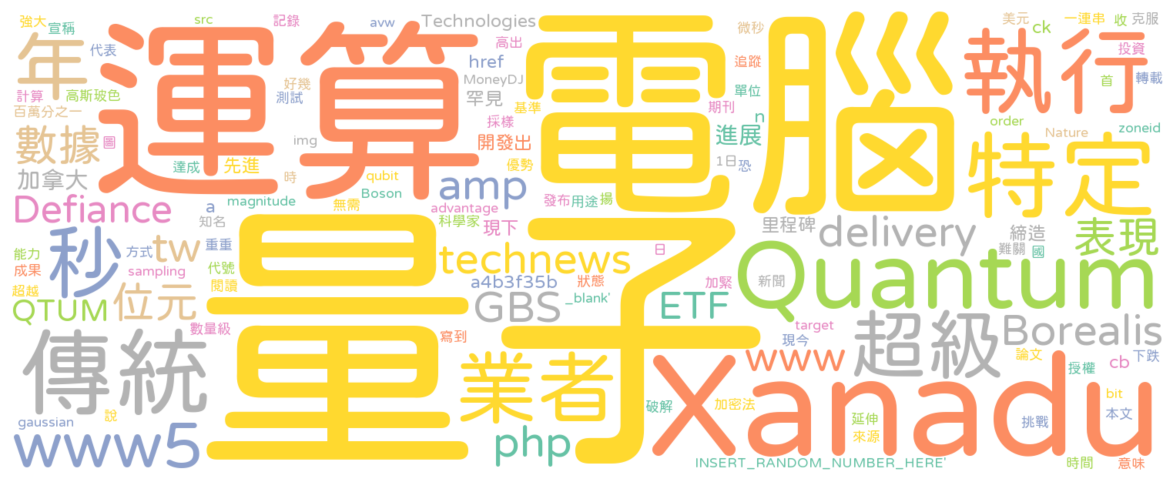 強大
宣稱
src
記錄
avw
Technologies
高出
微秒
美元
一運串
收
克服
年
代表
運算
電腦
執行
ck
投資
href
MoneyDJ
追蹤
首
轉載
計算
高斯玻色
好幾
測試
罕見
基準
單位
百萬分之一
採樣
期刊
n
order
Nature
zoneid
數據
圖
img
開發出
進展
特定
達成
先進
優勢
1日
恐
加拿大
qubit
Boson
amp
發布
用途
揚
時
magnitude
無需
advantage
Defiance
a
知名
科學家
現下
里程碑
締造
表現
量子
delivery
難關
國
能力
秒
方式
重重
tw
日
成果
sampling
代號
technews
加緊
新聞
Quantum
超越
閱讀
a4b3f35b
狀態
QTUM
位元
GBS
_blank'
ETF
數量級
寫到
target
現今
超級
Borealis
傳統
業者
www
論文
下跌
授權
cb
Xanadu
gaussian
說
破解
加密法
bit
本文
挑戰
延伸
來源
www5
php
INSERT_RANDOM_NUMBER_HERE'
時間
意味